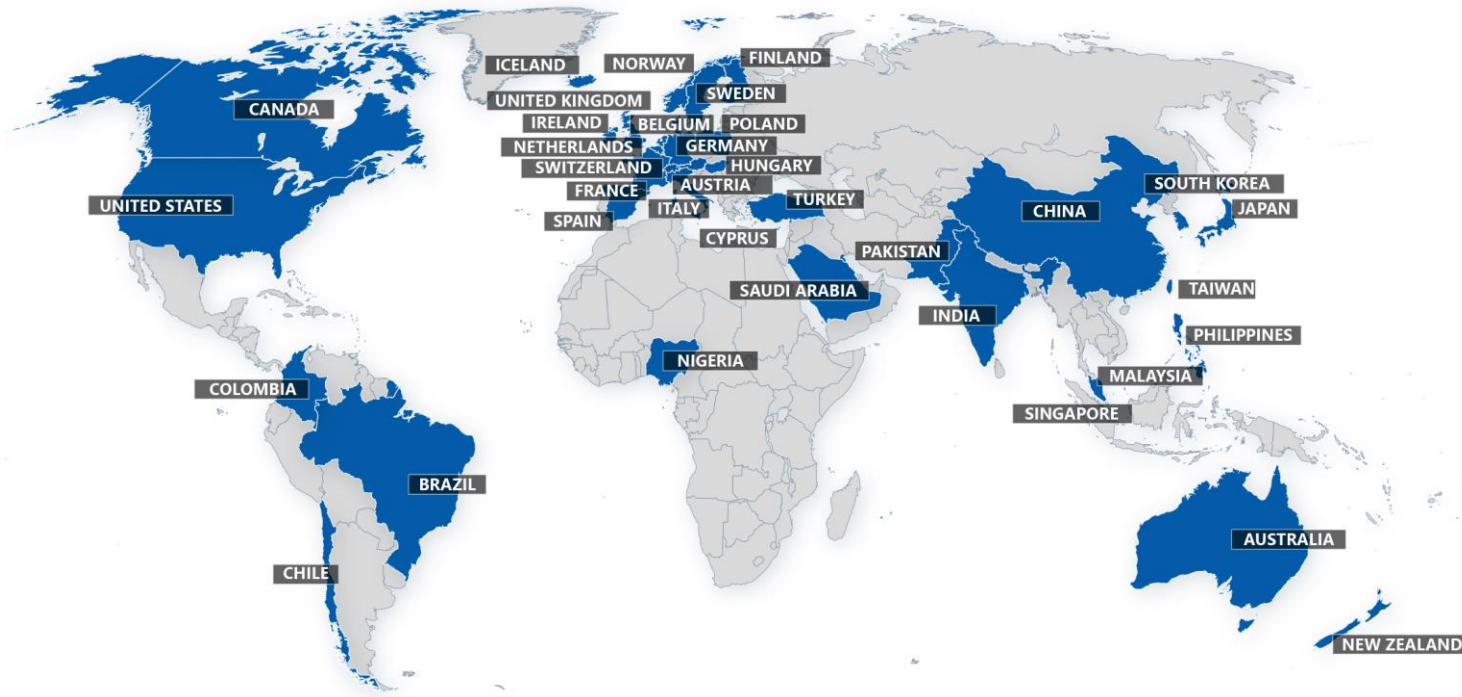 ICELAND
NORWAY
FINLAND
CANADA
UNITED KINGDOM
SWEDEN
IRELAND
BELGIUM
POLAND
NETHERLANDS
GERMANY
SWITZERLAND
HUNGARY
FRANCE
AUSTRIA
UNITED STATES
ITALY
TURKEY
SPAIN
CYPRUS
SOUTH KOREA
CHINA
JAPAN
PAKISTAN
SAUDI ARABIA
TAIWAN
INDIA
PHILIPPINES
NIGERIA
MALAYSIA
COLOMBIA
SINGAPORE
BRAZIL
AUSTRALIA
CHILE
NEW ZEALAND